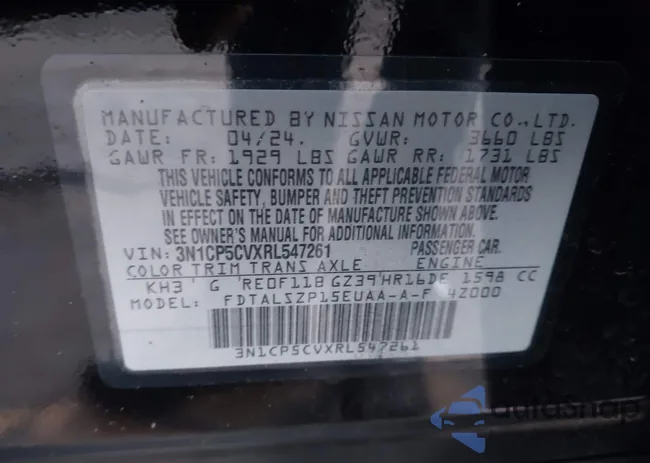 MANUFACTURED BY NISSAN MOTOR CO.,LTD.
DATE: 04/24. GVWR: 3660 LBS
GAWR FR: 1929 LBS GAWR RR: 1731 LBS
THIS VEHICLE CONFORMS TO ALL APPLICABLE FEDERAL MOTOR
VEHICLE SAFETY, BUMPER AND THEFT PREVENTION STANDARDS
IN EFFECT ON THE DATE OF MANUFACTURE SHOWN ABOVE.
SEE OWNER'S MANUAL FOR ADDITIONAL INFORMATION.
VIN: 3N1CP5CVXRL547261 PASSENGER CAR.
COLOR TRIM TRANS AXLE ENGINE
KH3 G RE0F11B GZ39 HR16DE 1598 CC
MODEL: FDTALSZP15EUAA-A-F 4Z000
3N1CP5CVXRL547261
AutoSnap